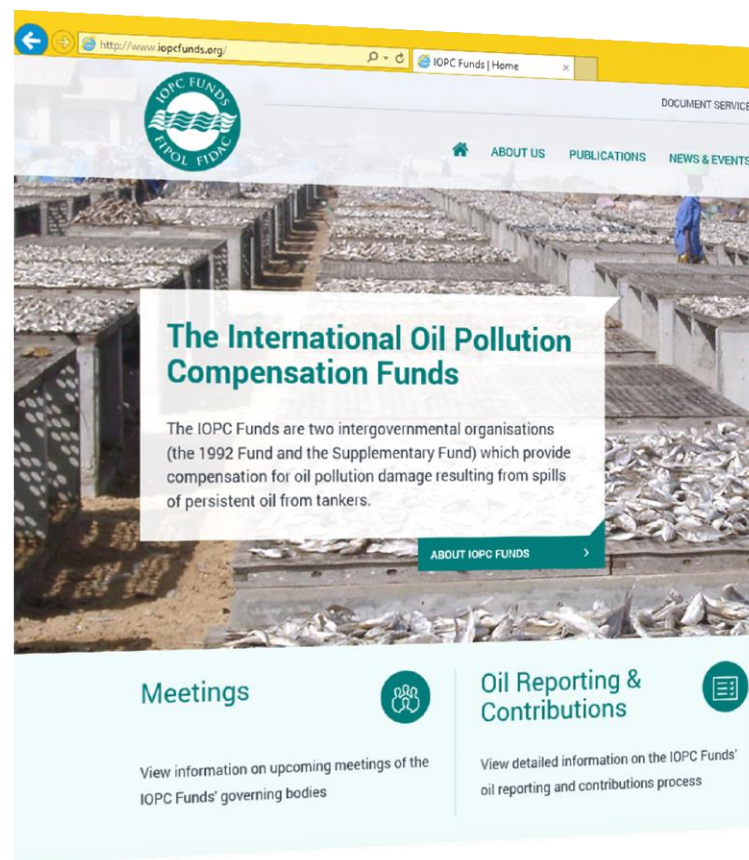 http://www.iopcfunds.org/
IOPC Funds | Home
IOPC FUNDS
FIPOL FIDAC
DOCUMENT SERVICE
ABOUT US PUBLICATIONS NEWS & EVENTS
The International Oil Pollution
Compensation Funds
The IOPC Funds are two intergovernmental organisations
(the 1992 Fund and the Supplementary Fund) which provide
compensation for oil pollution damage resulting from spills
of persistent oil from tankers.
ABOUT IOPC FUNDS
Meetings
View information on upcoming meetings of the
IOPC Funds' governing bodies
Oil Reporting &
Contributions
View detailed information on the IOPC Funds'
oil reporting and contributions process